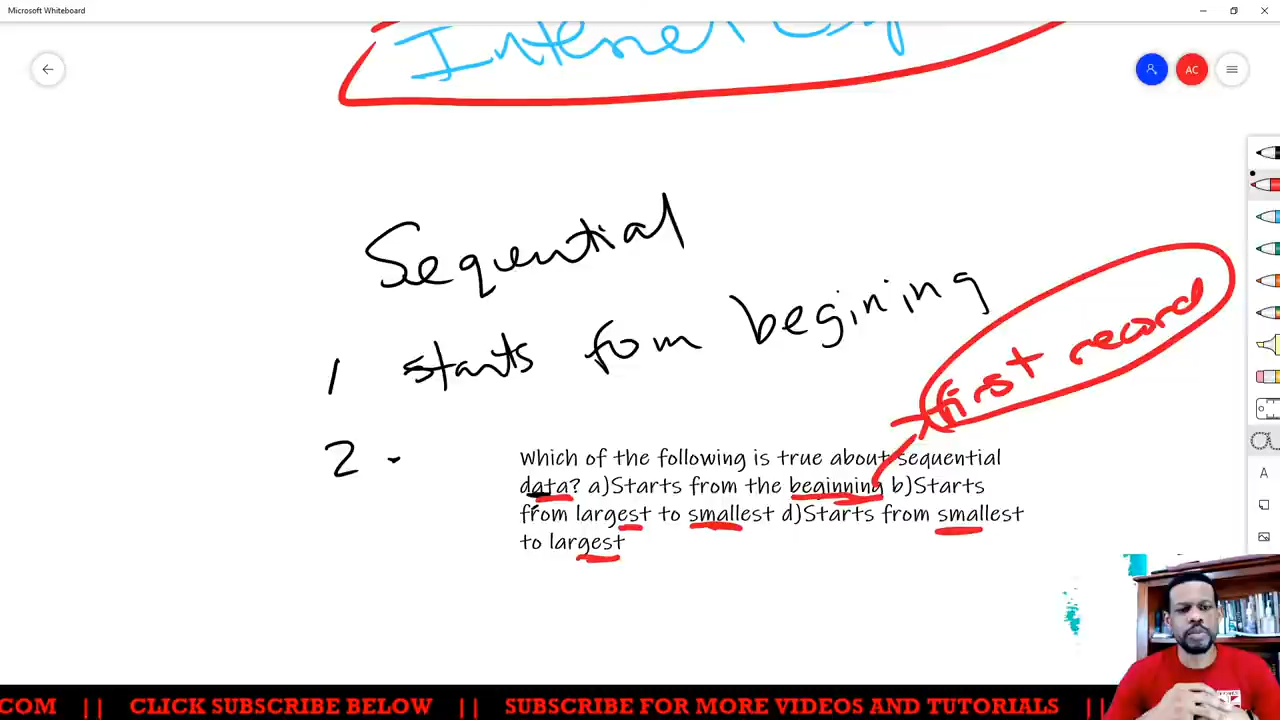 Microsoft Whiteboard
AC
Sequential
1 starts fom begining
first record
2 .
Which of the following is true about sequential
data? a)Starts from the beginning b)Starts
from largest to smallest d)Starts from smallest
to largest
A
.COM || CLICK SUBSCRIBE BELOW || SUBSCRIBE FOR MORE VIDEOS AND TUTORIALS ||